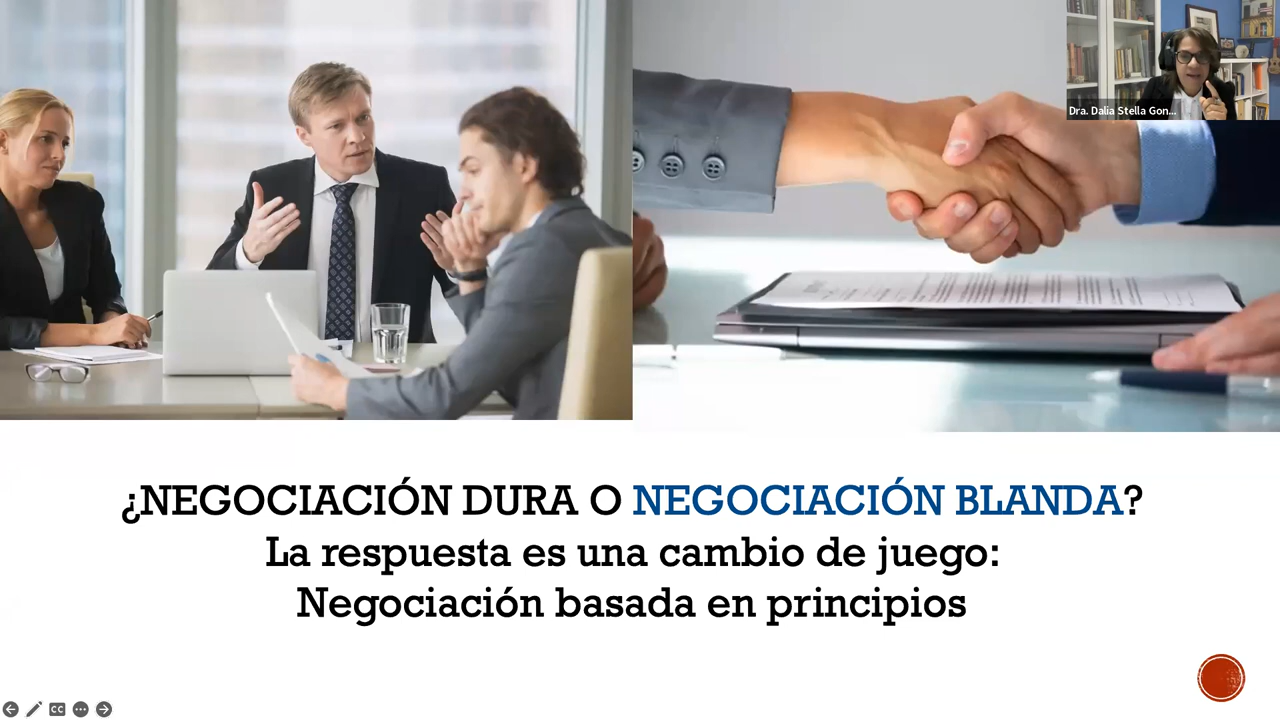 Dra. Dalia Stella Gon...
¿NEGOCIACIÓN DURA O NEGOCIACIÓN BLANDA?
La respuesta es una cambio de juego:
Negociación basada en principios
CC